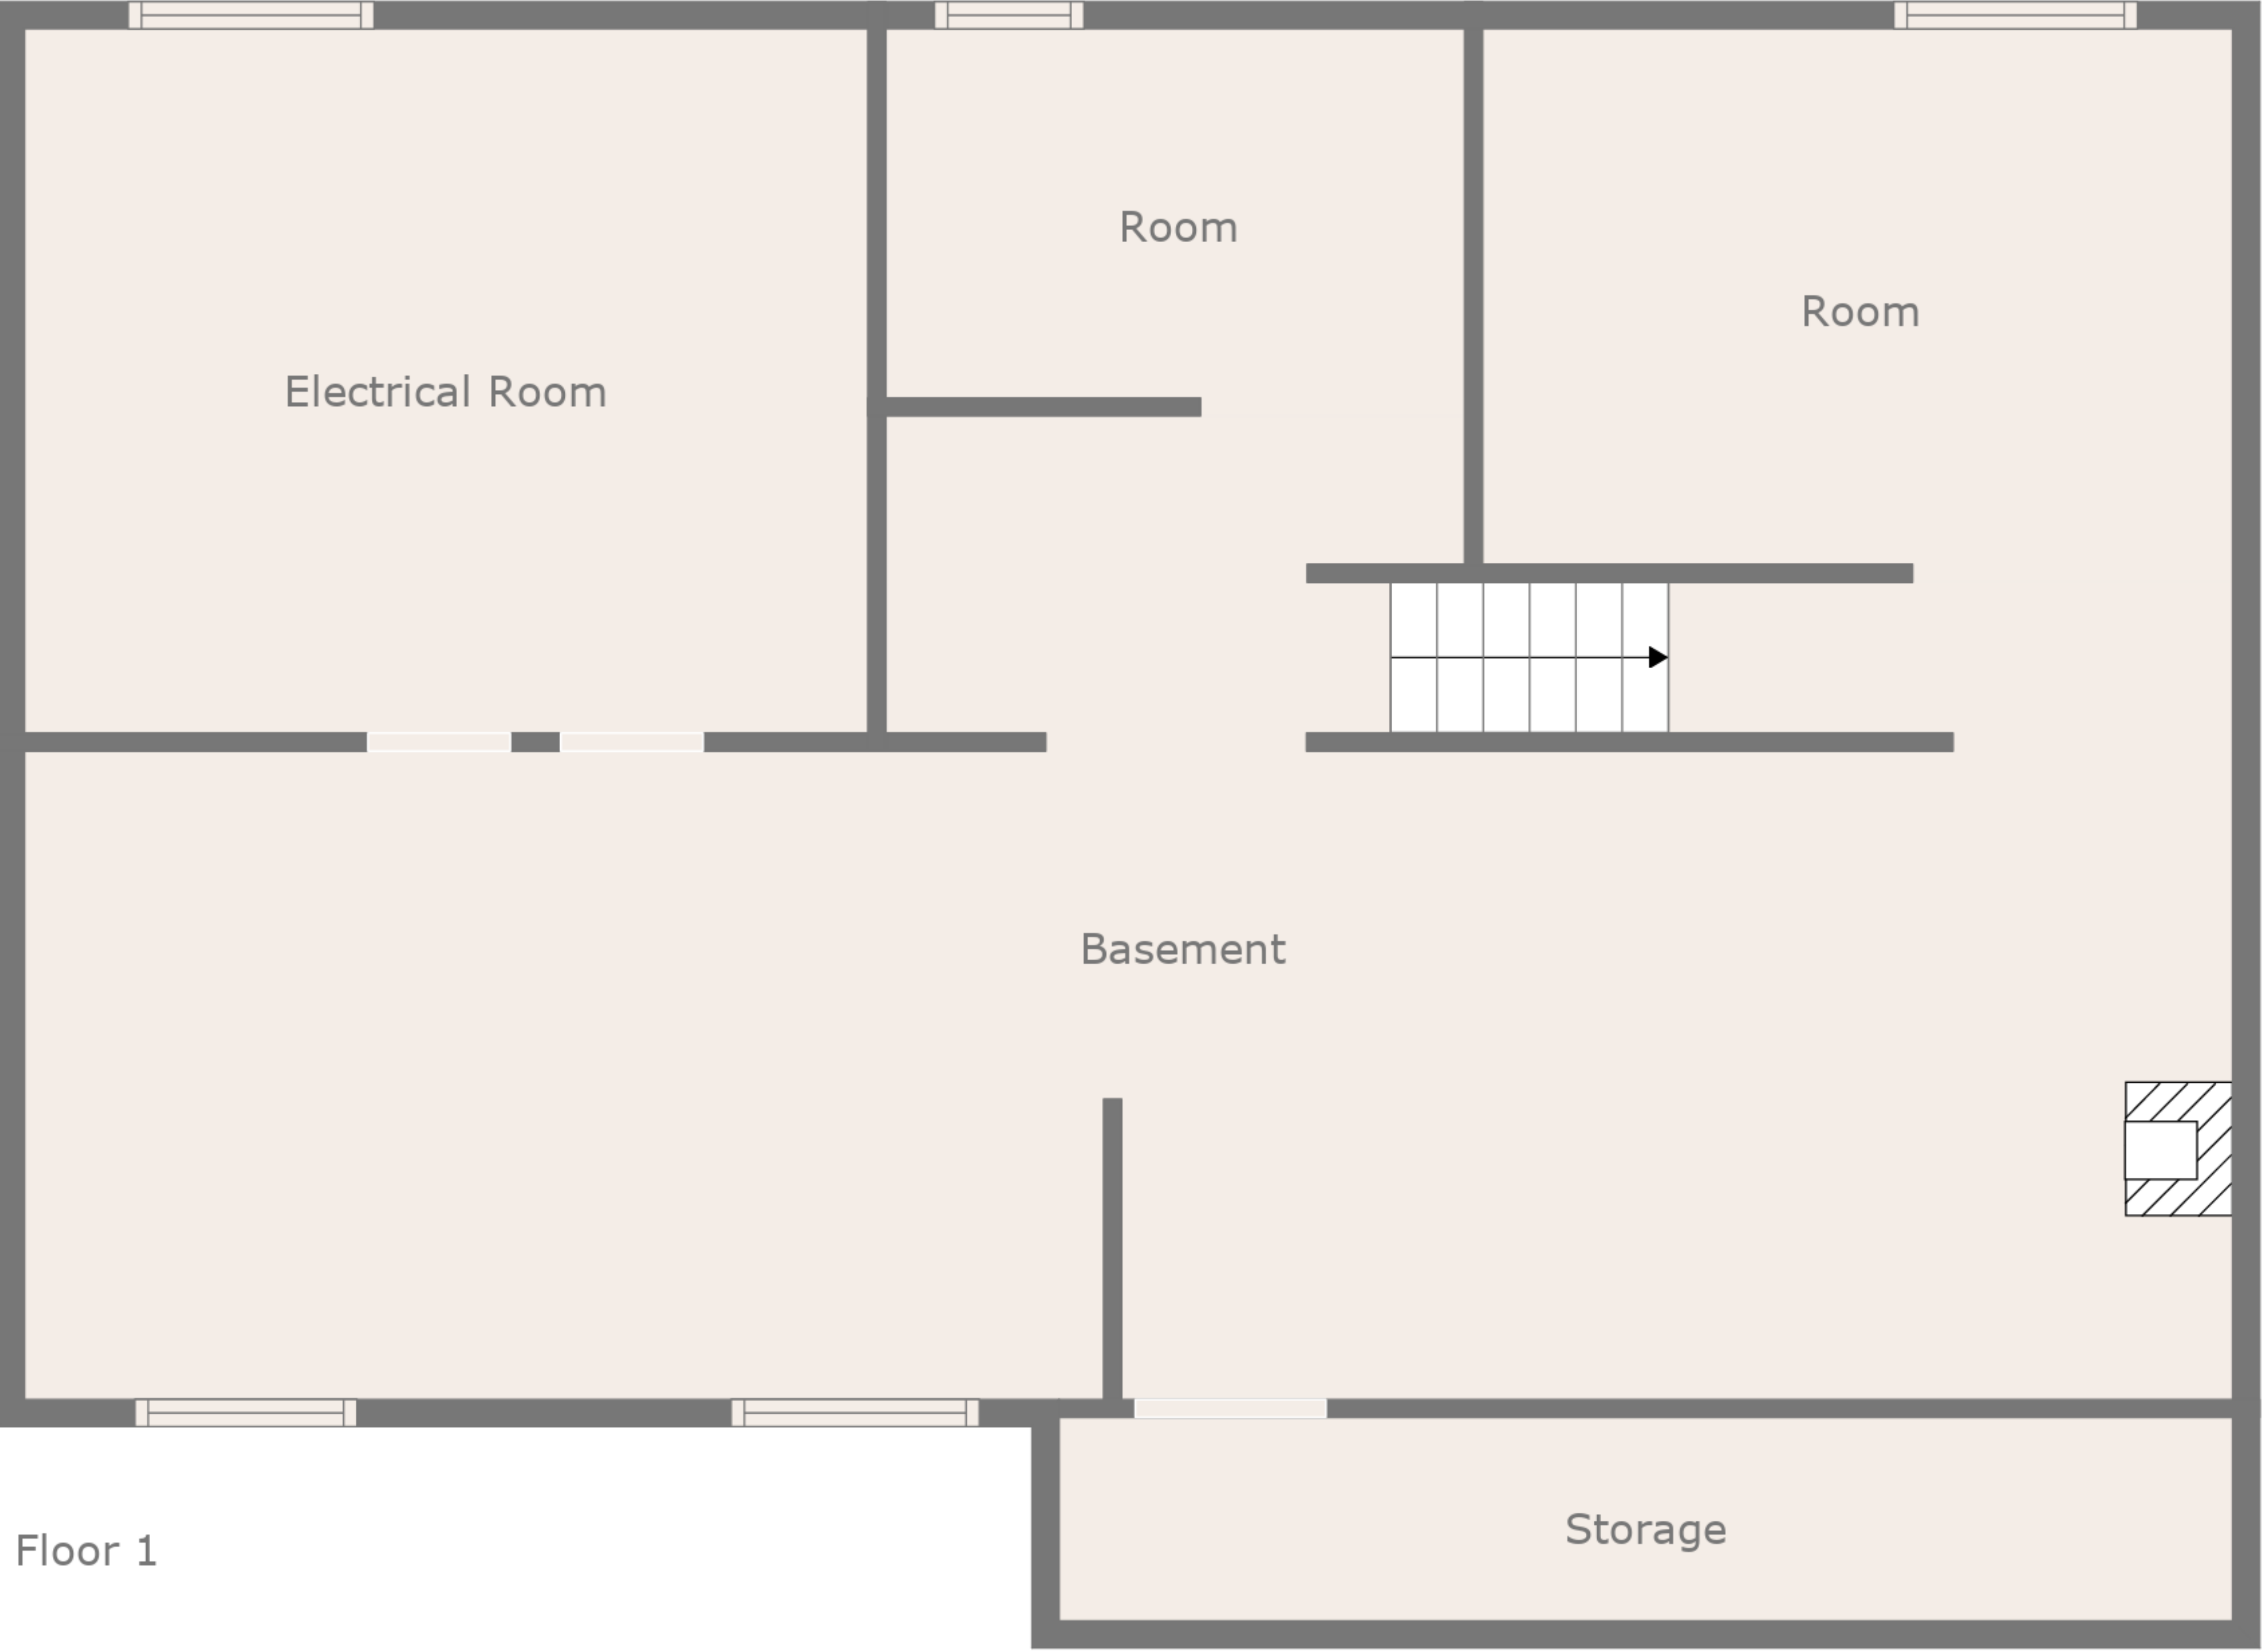 Room
Room
Electrical Room
Basement
Storage
Floor 1